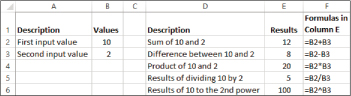 A B C D E F
1 Description Values Description Results Formulas in Column E
2 First input value 10 Sum of 10 and 2 12 =B2+B3
3 Second input value 2 Difference between 10 and 2 8 =B2-B3
4 Product of 10 and 2 20 =B2*B3
5 Results of dividing 10 by 2 5 =B2/B3
6 Results of 10 to the 2nd power 100 =B2^B3